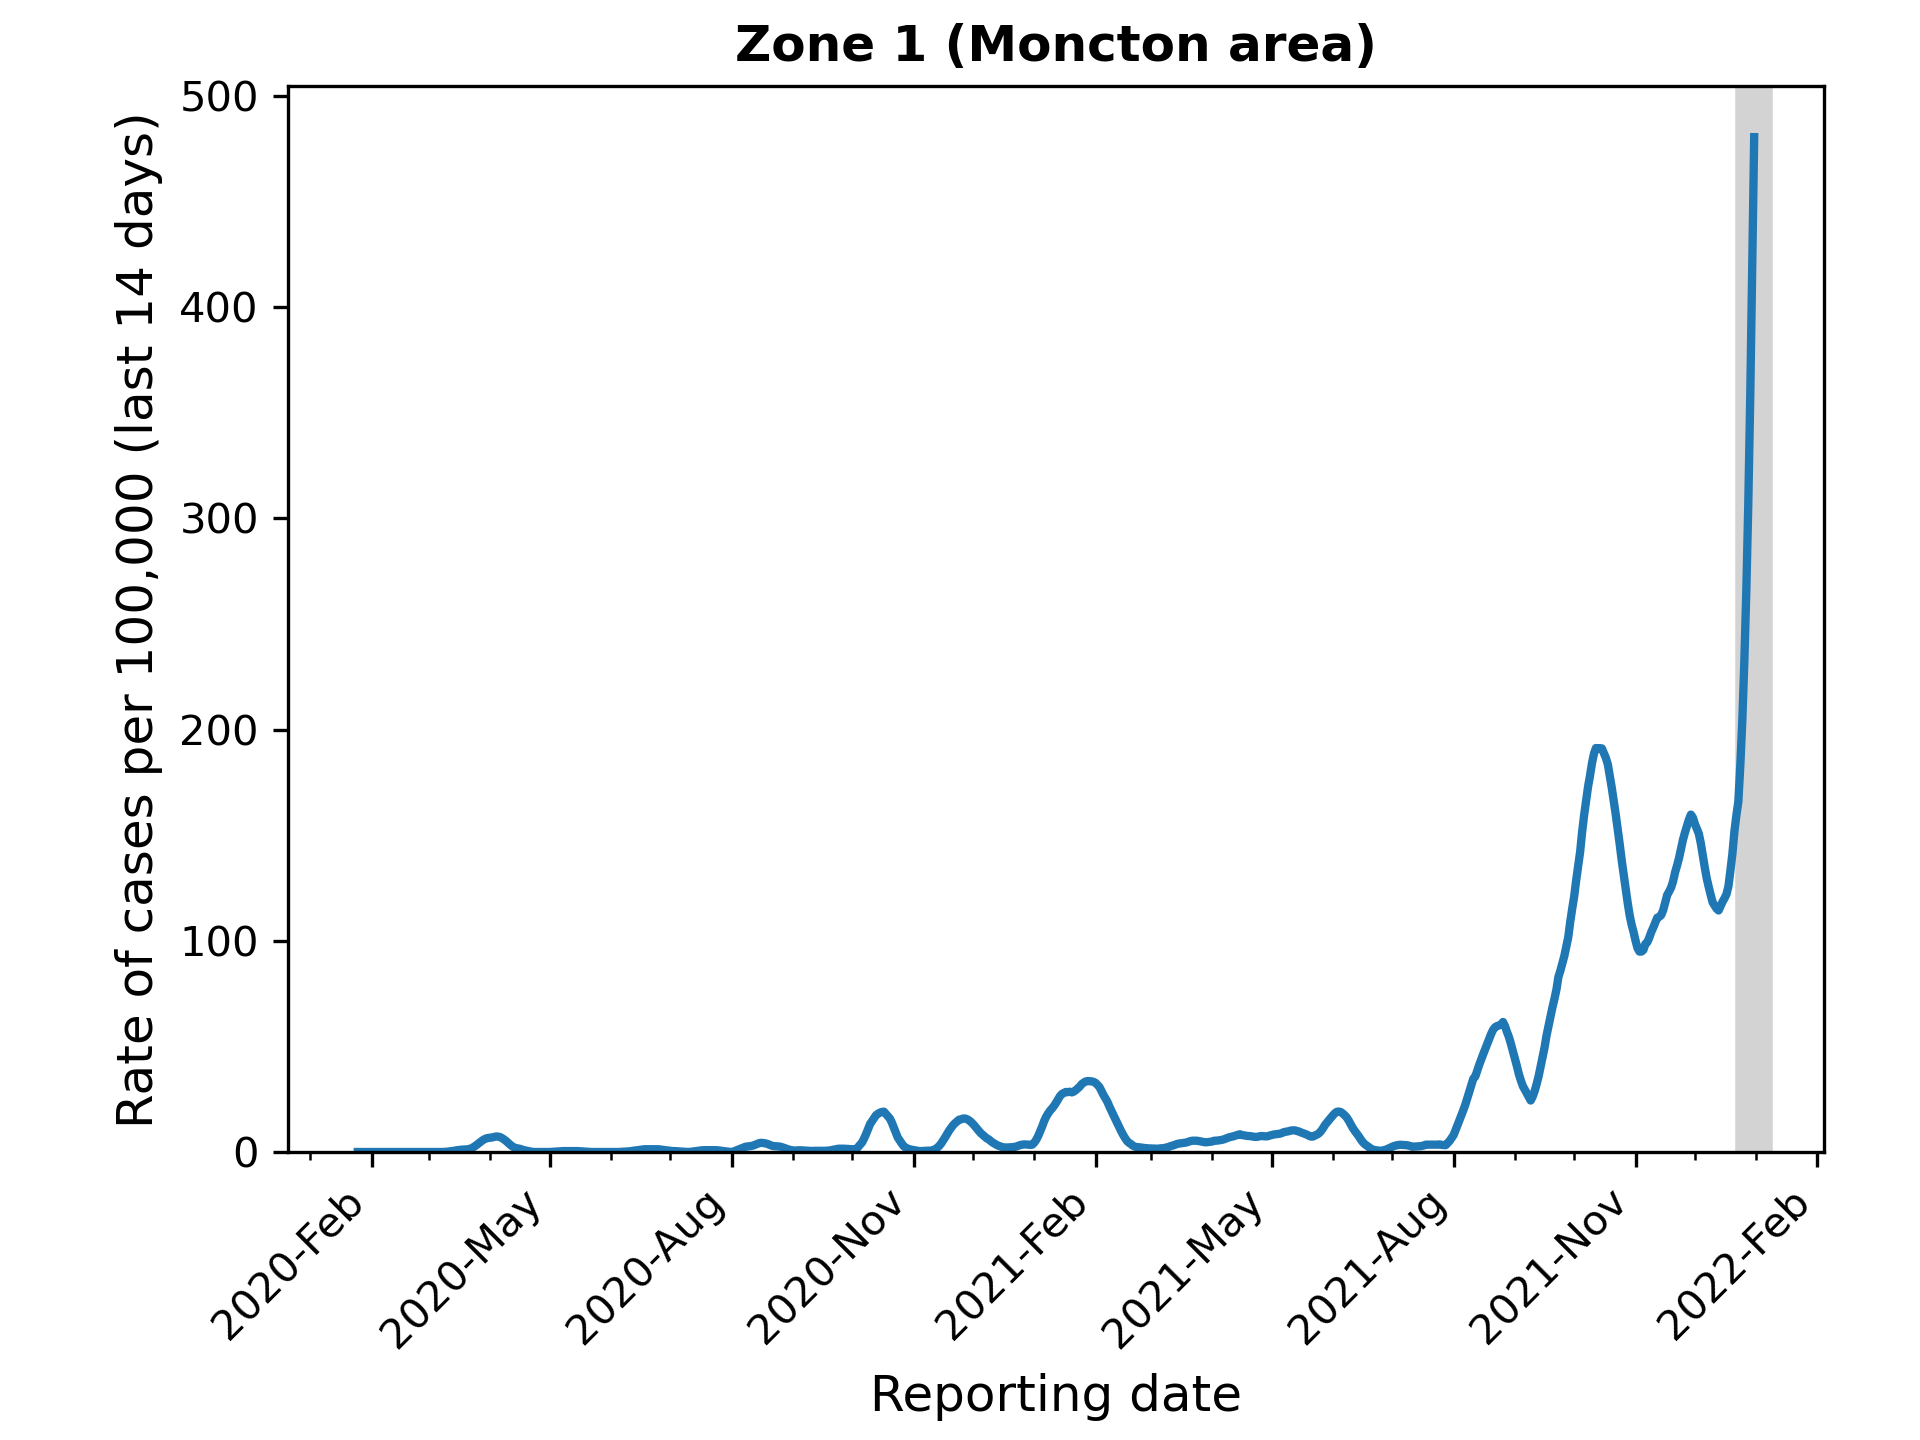 Zone 1 (Moncton area)
Rate of cases per 100,000 (last 14 days)
500
400
300
200
100
0
2020-Feb
2020-May
2020-Aug
2020-Nov
2021-Feb
2021-May
2021-Aug
2021-Nov
2022-Feb
Reporting date